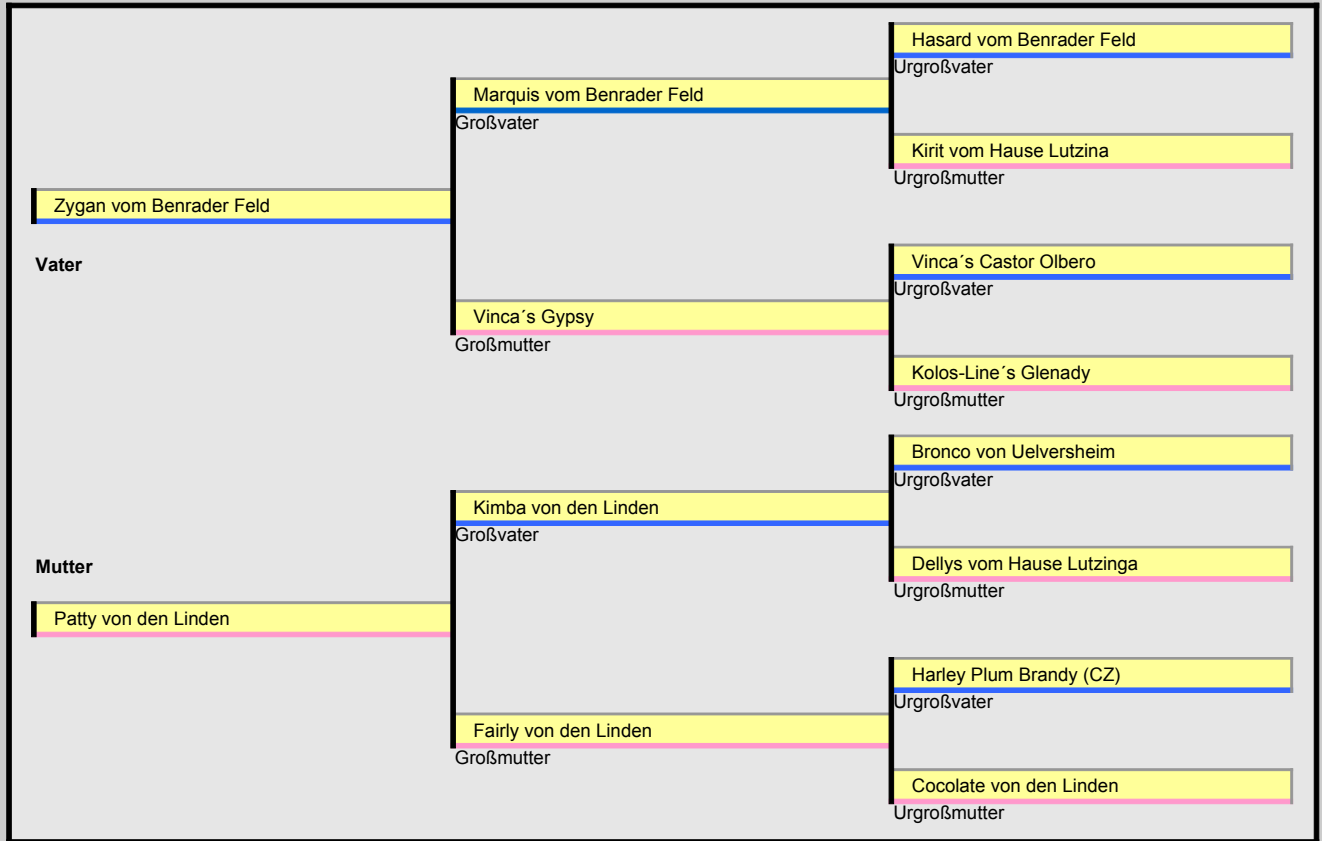 Hasard vom Benrader Feld
Urgroßvater
Marquis vom Benrader Feld
Großvater
Kirit vom Hause Lutzina
Urgroßmutter
Zygan vom Benrader Feld
Vater
Vinca´s Castor Olbero
Urgroßvater
Vinca´s Gypsy
Großmutter
Kolos-Line´s Glenady
Urgroßmutter
Bronco von Uelversheim
Urgroßvater
Kimba von den Linden
Großvater
Mutter
Dellys vom Hause Lutzinga
Urgroßmutter
Patty von den Linden
Harley Plum Brandy (CZ)
Urgroßvater
Fairly von den Linden
Großmutter
Cocolate von den Linden
Urgroßmutter